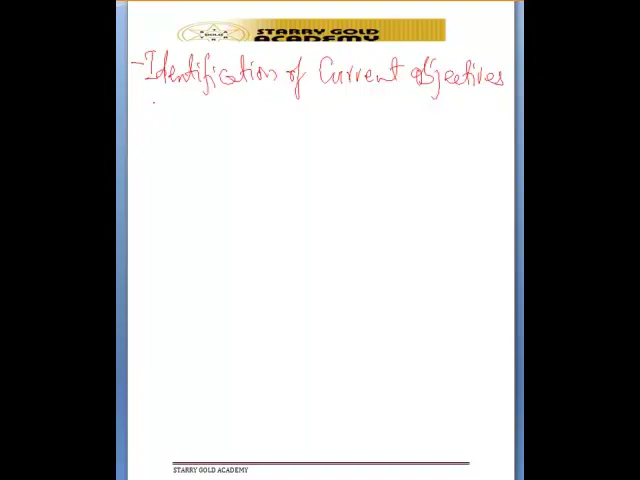 STARRY GOLD
ACADEMY
- Identification of Current objectives
STARRY GOLD ACADEMY